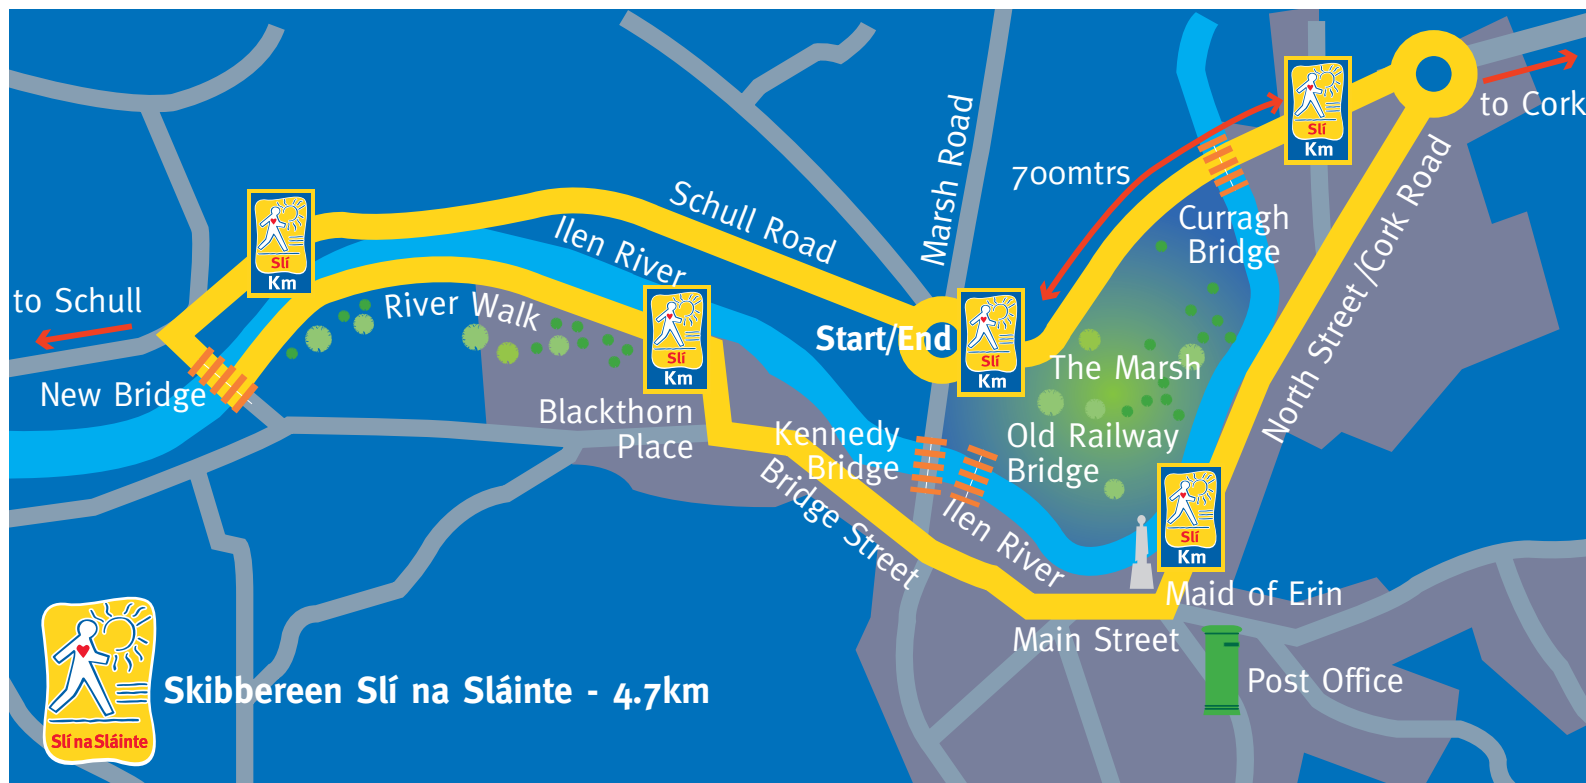 Slí
Km
to Cork
700mtrs
Marsh Road
Curragh
Bridge
North Street/Cork Road
Slí
Km
Schull Road
Ilen River
to Schull
River Walk
Slí
Km
Start/End
Slí
Km
The Marsh
New Bridge
Blackthorn
Place
Kennedy
Bridge
Old Railway
Bridge
Bridge Street
Ilen River
Slí
Km
Maid of Erin
Main Street
Post Office
Slí na Sláinte
Skibbereen Slí na Sláinte - 4.7km